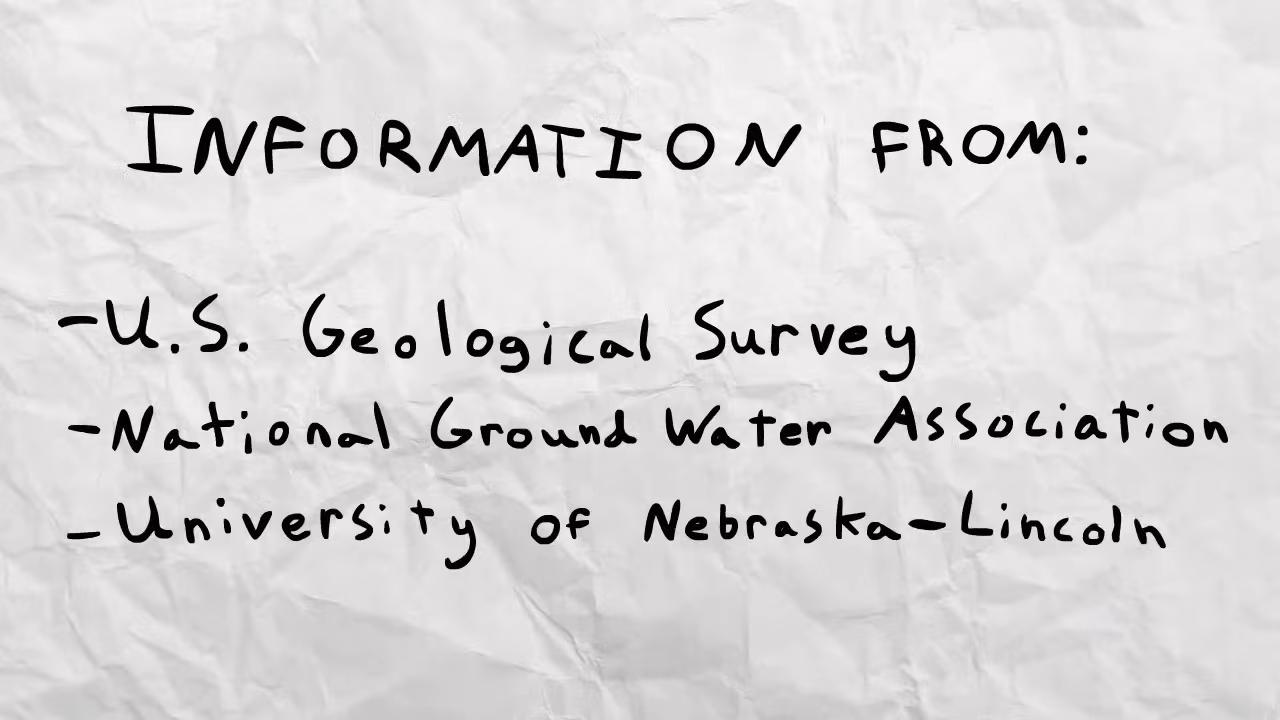 INFORMATION FROM:
-U.S. Geological Survey
-National Ground Water Association
-University of Nebraska-Lincoln